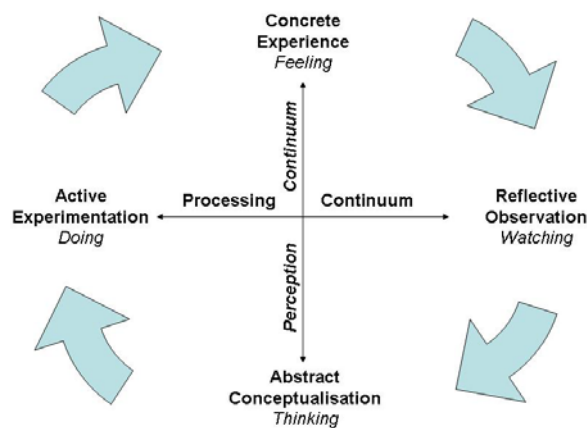 Concrete
Experience
Feeling
Continuum
Processing
Continuum
Active
Experimentation
Doing
Reflective
Observation
Watching
Perception
Abstract
Conceptualisation
Thinking